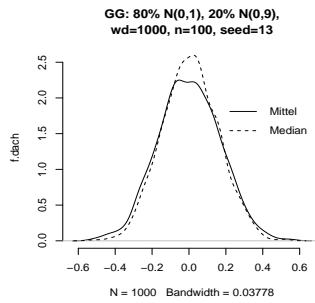 GG: 80% N(0,1), 20% N(0,9),
wd=1000, n=100, seed=13
f.dach
2.5
2.0
1.5
1.0
0.5
0.0
Mittel
Median
−0.6 −0.4 −0.2 0.0 0.2 0.4 0.6
N = 1000 Bandwidth = 0.03778